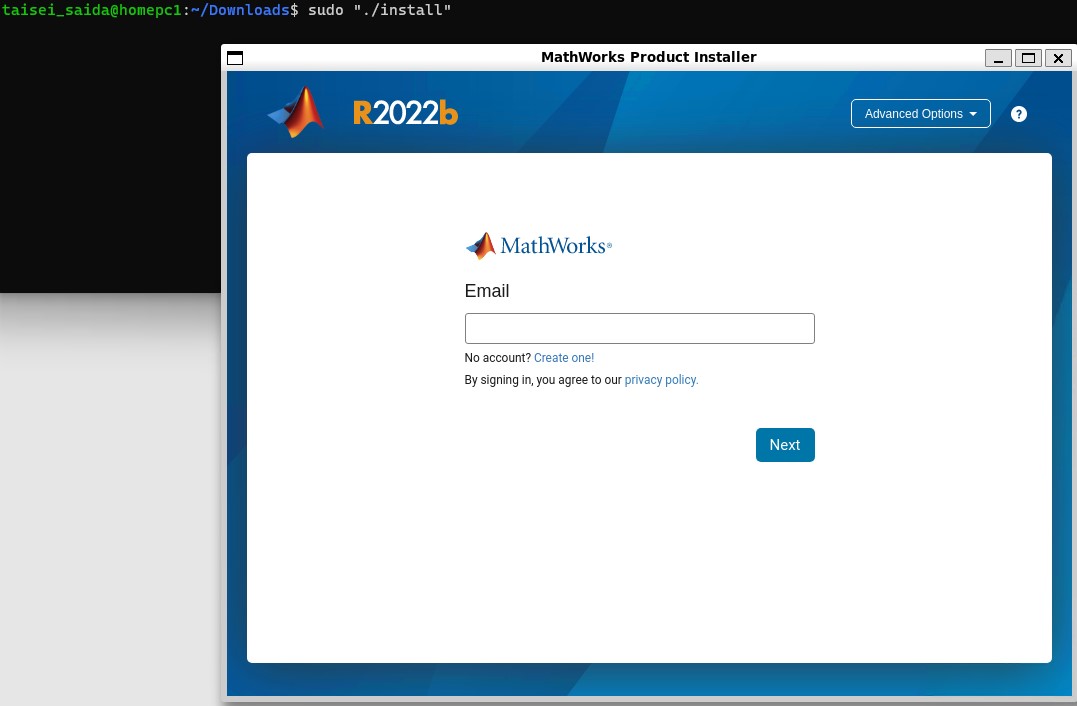 taisei_saida@homepc1:~/Downloads$ sudo "./install"
MathWorks Product Installer
R2022b
Advanced Options
?
MathWorks®
Email
No account? Create one!
By signing in, you agree to our privacy policy.
Next